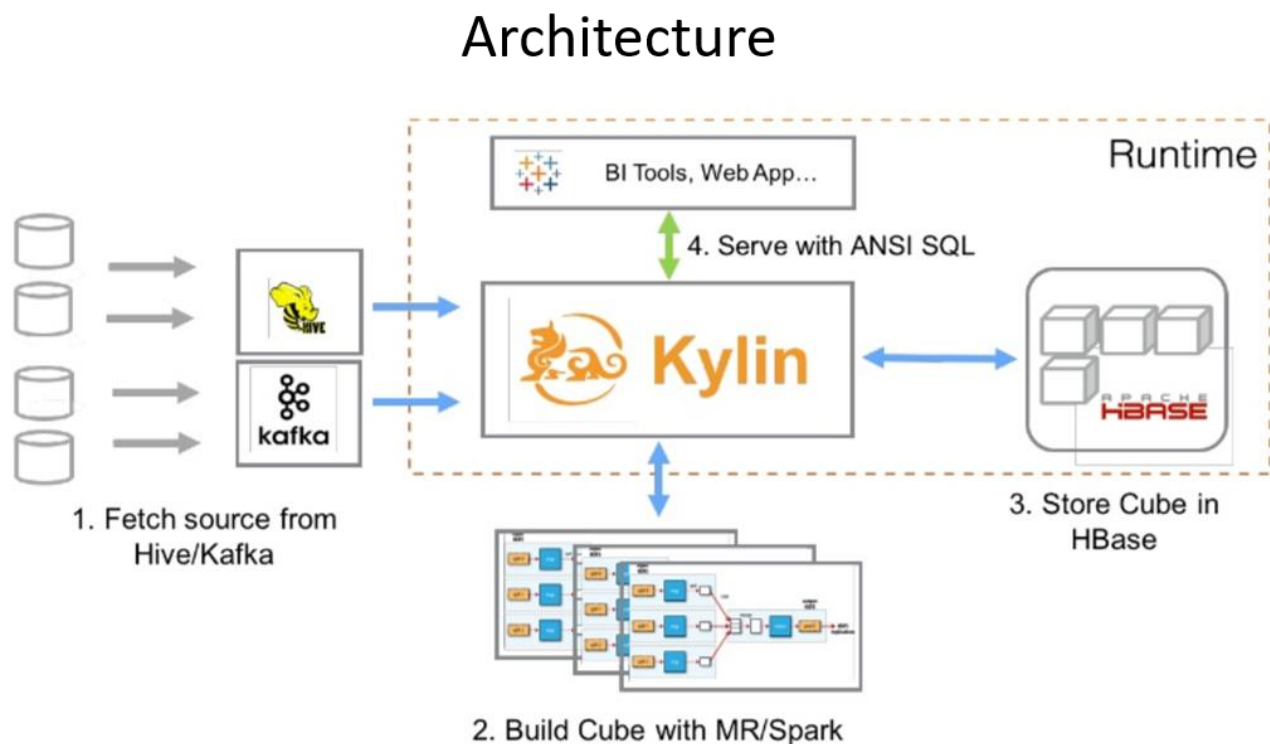 Architecture
Runtime
BI Tools, Web App...
4. Serve with ANSI SQL
HIVE
Kylin
kafka
APACHE
HBASE
1. Fetch source from
Hive/Kafka
3. Store Cube in
HBase
2. Build Cube with MR/Spark